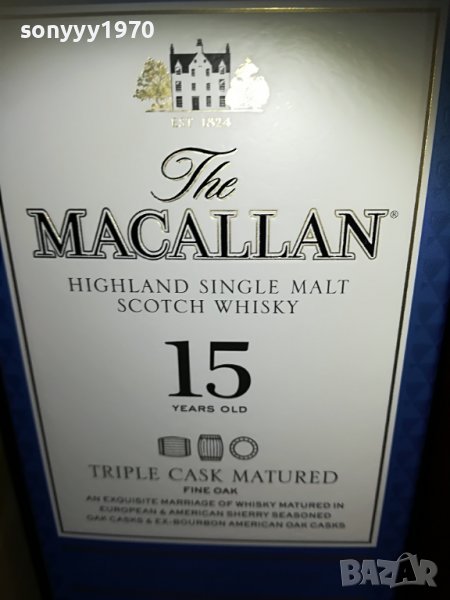 sonyyy1970
EST 1824
The
MACALLAN®
HIGHLAND SINGLE MALT
SCOTCH WHISKY
15
YEARS OLD
TRIPLE CASK MATURED
FINE OAK
AN EXQUISITE MARRIAGE OF WHISKY MATURED IN
EUROPEAN & AMERICAN SHERRY SEASONED
OAK CASKS & EX-BOURBON AMERICAN OAK CASKS
BAZAR